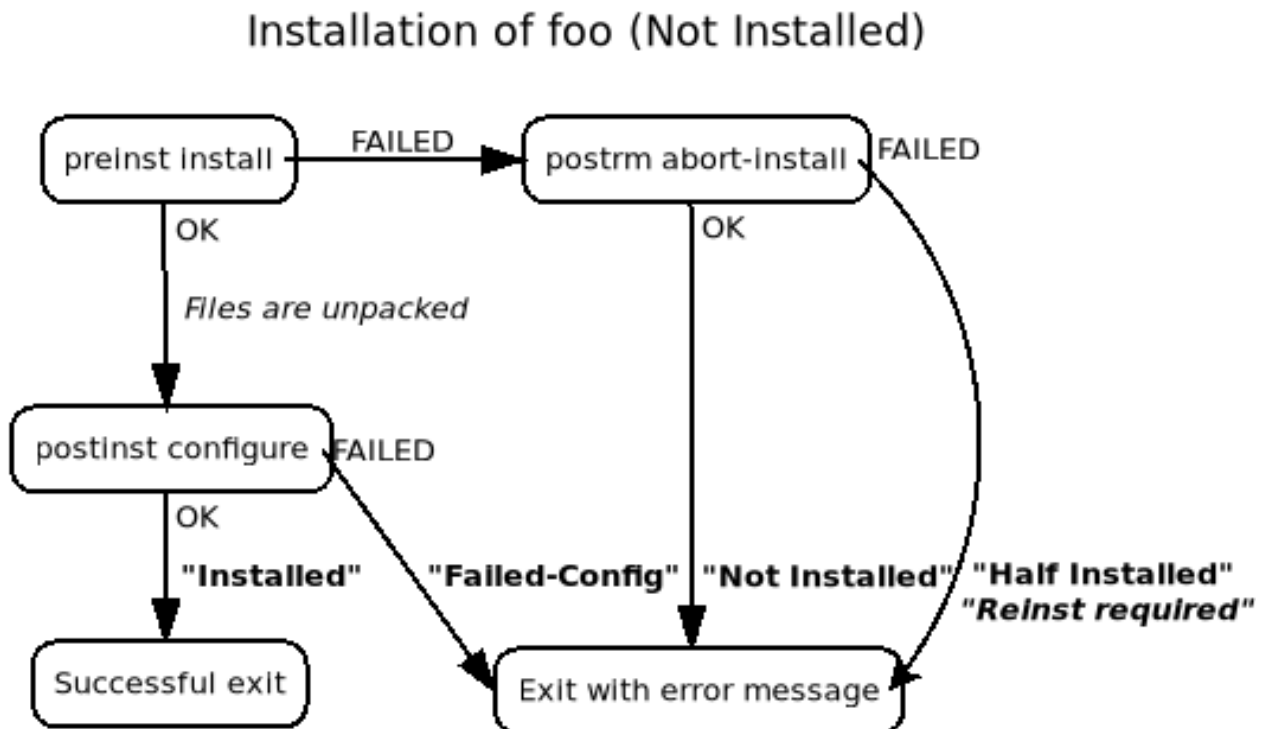 Installation of foo (Not Installed)
preinst install
FAILED
postrm abort-install
FAILED
OK
OK
Files are unpacked
postinst configure
FAILED
OK
"Installed"
"Failed-Config"
"Not Installed"
"Half Installed"
"Reinst required"
Successful exit
Exit with error message